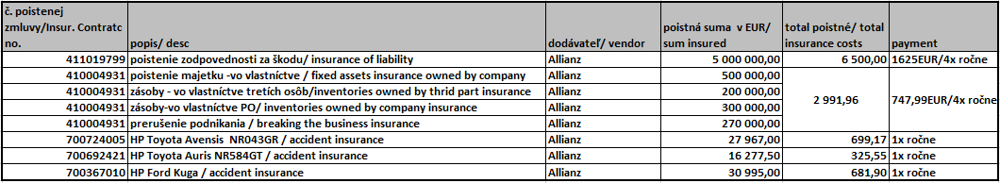 č. poistenej zmluvy/Insur. Contratc no. popis/ desc dodávateľ/ vendor poistná suma v EUR/ sum insured total poistné/ total insurance costs payment
411019799 poistenie zodpovednosti za škodu/ insurance of liability Allianz 5 000 000,00 6 500,00 1625EUR/4x ročne
410004931 poistenie majetku -vo vlastníctve / fixed assets insurance owned by company Allianz 500 000,00
410004931 zásoby - vo vlastníctve tretích osôb/inventories owned by thrid part insurance Allianz 200 000,00
2 991,96 747,99EUR/4x ročne
410004931 zásoby-vo vlastníctve PO/ inventories owned by company insurance Allianz 300 000,00
410004931 prerušenie podnikania / breaking the business insurance Allianz 270 000,00
700724005 HP Toyota Avensis NR043GR / accident insurance Allianz 27 967,00 699,17 1x ročne
700692421 HP Toyota Auris NR584GT / accident insurance Allianz 16 277,50 325,55 1x ročne
700367010 HP Ford Kuga / accident insurance Allianz 30 995,00 681,90 1x ročne